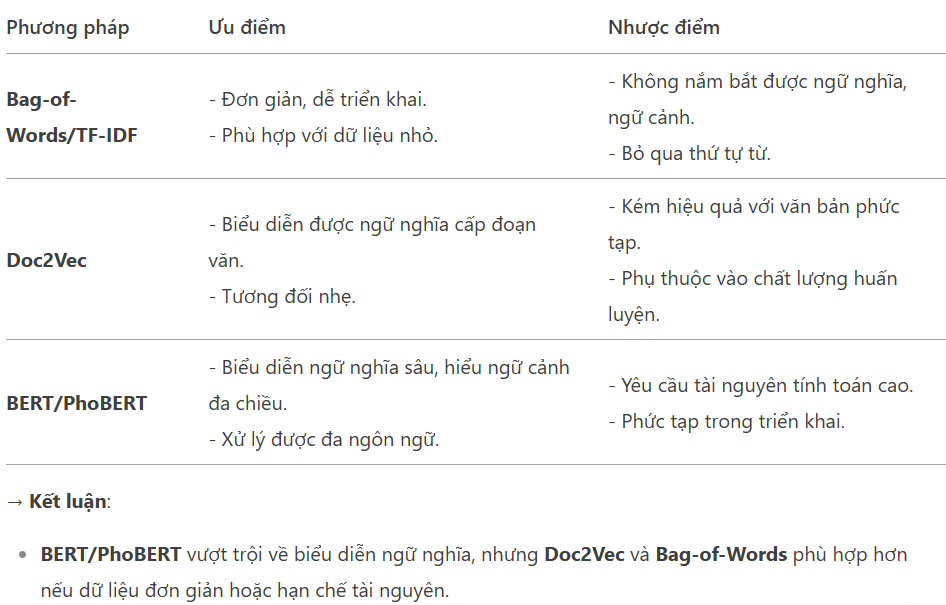 Phương pháp Ưu điểm Nhược điểm
Bag-of-
Words/TF-IDF
- Đơn giản, dễ triển khai.
- Phù hợp với dữ liệu nhỏ.
- Không nắm bắt được ngữ nghĩa,
ngữ cảnh.
- Bỏ qua thứ tự từ.
Doc2Vec
- Biểu diễn được ngữ nghĩa cấp đoạn
văn.
- Tương đối nhẹ.
- Kém hiệu quả với văn bản phức
tạp.
- Phụ thuộc vào chất lượng huấn
luyện.
BERT/PhoBERT
- Biểu diễn ngữ nghĩa sâu, hiểu ngữ cảnh
đa chiều.
- Xử lý được đa ngôn ngữ.
- Yêu cầu tài nguyên tính toán cao.
- Phức tạp trong triển khai.
→ Kết luận:
• BERT/PhoBERT vượt trội về biểu diễn ngữ nghĩa, nhưng Doc2Vec và Bag-of-Words phù hợp hơn
nếu dữ liệu đơn giản hoặc hạn chế tài nguyên.